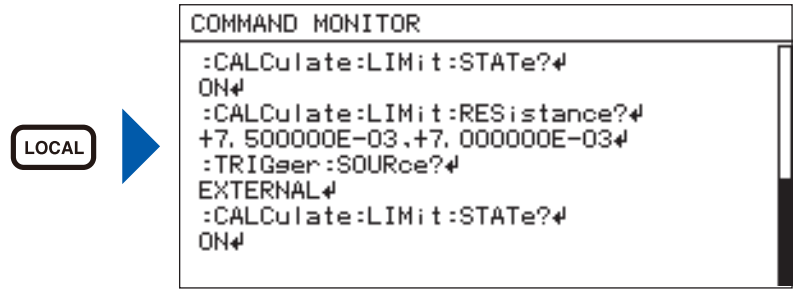 LOCAL
COMMAND MONITOR
:CALCulate:LIMit:STATe?↵
ON↵
:CALCulate:LIMit:RESistance?↵
+7.500000E-03,+7.000000E-03↵
:TRIGger:SOURce?↵
EXTERNAL↵
:CALCulate:LIMit:STATe?↵
ON↵